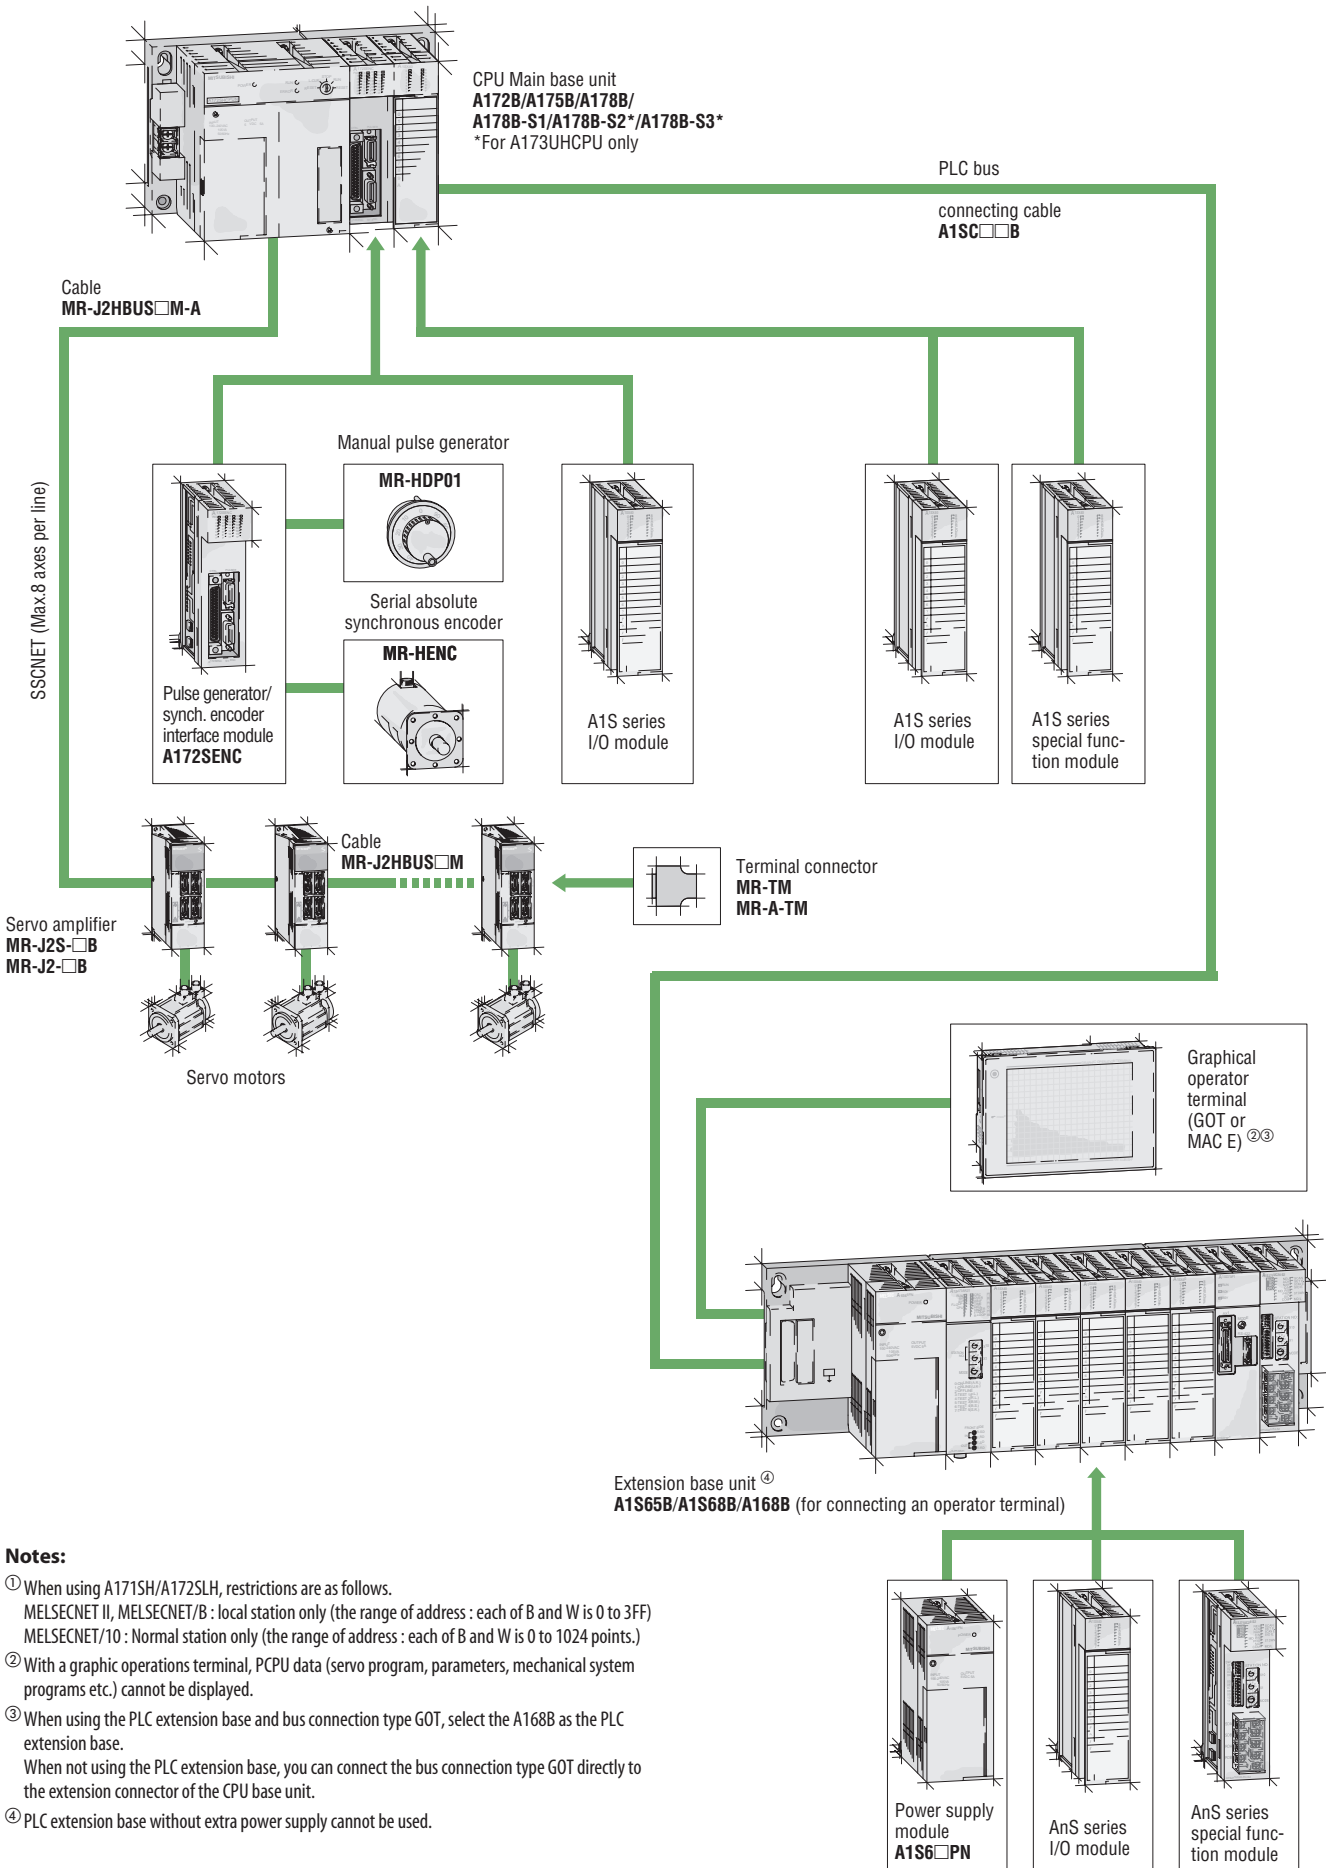 CPU Main base unit
A172B/A175B/A178B/
A178B-S1/A178B-S2*/A178B-S3*
*For A173UHCPU only
PLC bus
connecting cable
A1SC□□B
Cable
MR-J2HBUS□M-A
SSCNET (Max.8 axes per line)
Manual pulse generator
MR-HDP01
Serial absolute
synchronous encoder
MR-HENC
Pulse generator/
synch. encoder
interface module
A172SENC
A1S series
I/O module
A1S series
I/O module
A1S series
special func-
tion module
Cable
MR-J2HBUS□M
Terminal connector
MR-TM
MR-A-TM
Servo amplifier
MR-J2S-□B
MR-J2-□B
Servo motors
Graphical
operator
terminal
(GOT or
MAC E) ②③
Extension base unit ④
A1S65B/A1S68B/A168B (for connecting an operator terminal)
Notes:
① When using A171SH/A172SLH, restrictions are as follows.
MELSECNET II, MELSECNET/B : local station only (the range of address : each of B and W is 0 to 3FF)
MELSECNET/10 : Normal station only (the range of address : each of B and W is 0 to 1024 points.)
② With a graphic operations terminal, PCPU data (servo program, parameters, mechanical system
programs etc.) cannot be displayed.
③ When using the PLC extension base and bus connection type GOT, select the A168B as the PLC
extension base.
When not using the PLC extension base, you can connect the bus connection type GOT directly to
the extension connector of the CPU base unit.
④ PLC extension base without extra power supply cannot be used.
Power supply
module
A1S6□PN
AnS series
I/O module
AnS series
special func-
tion module